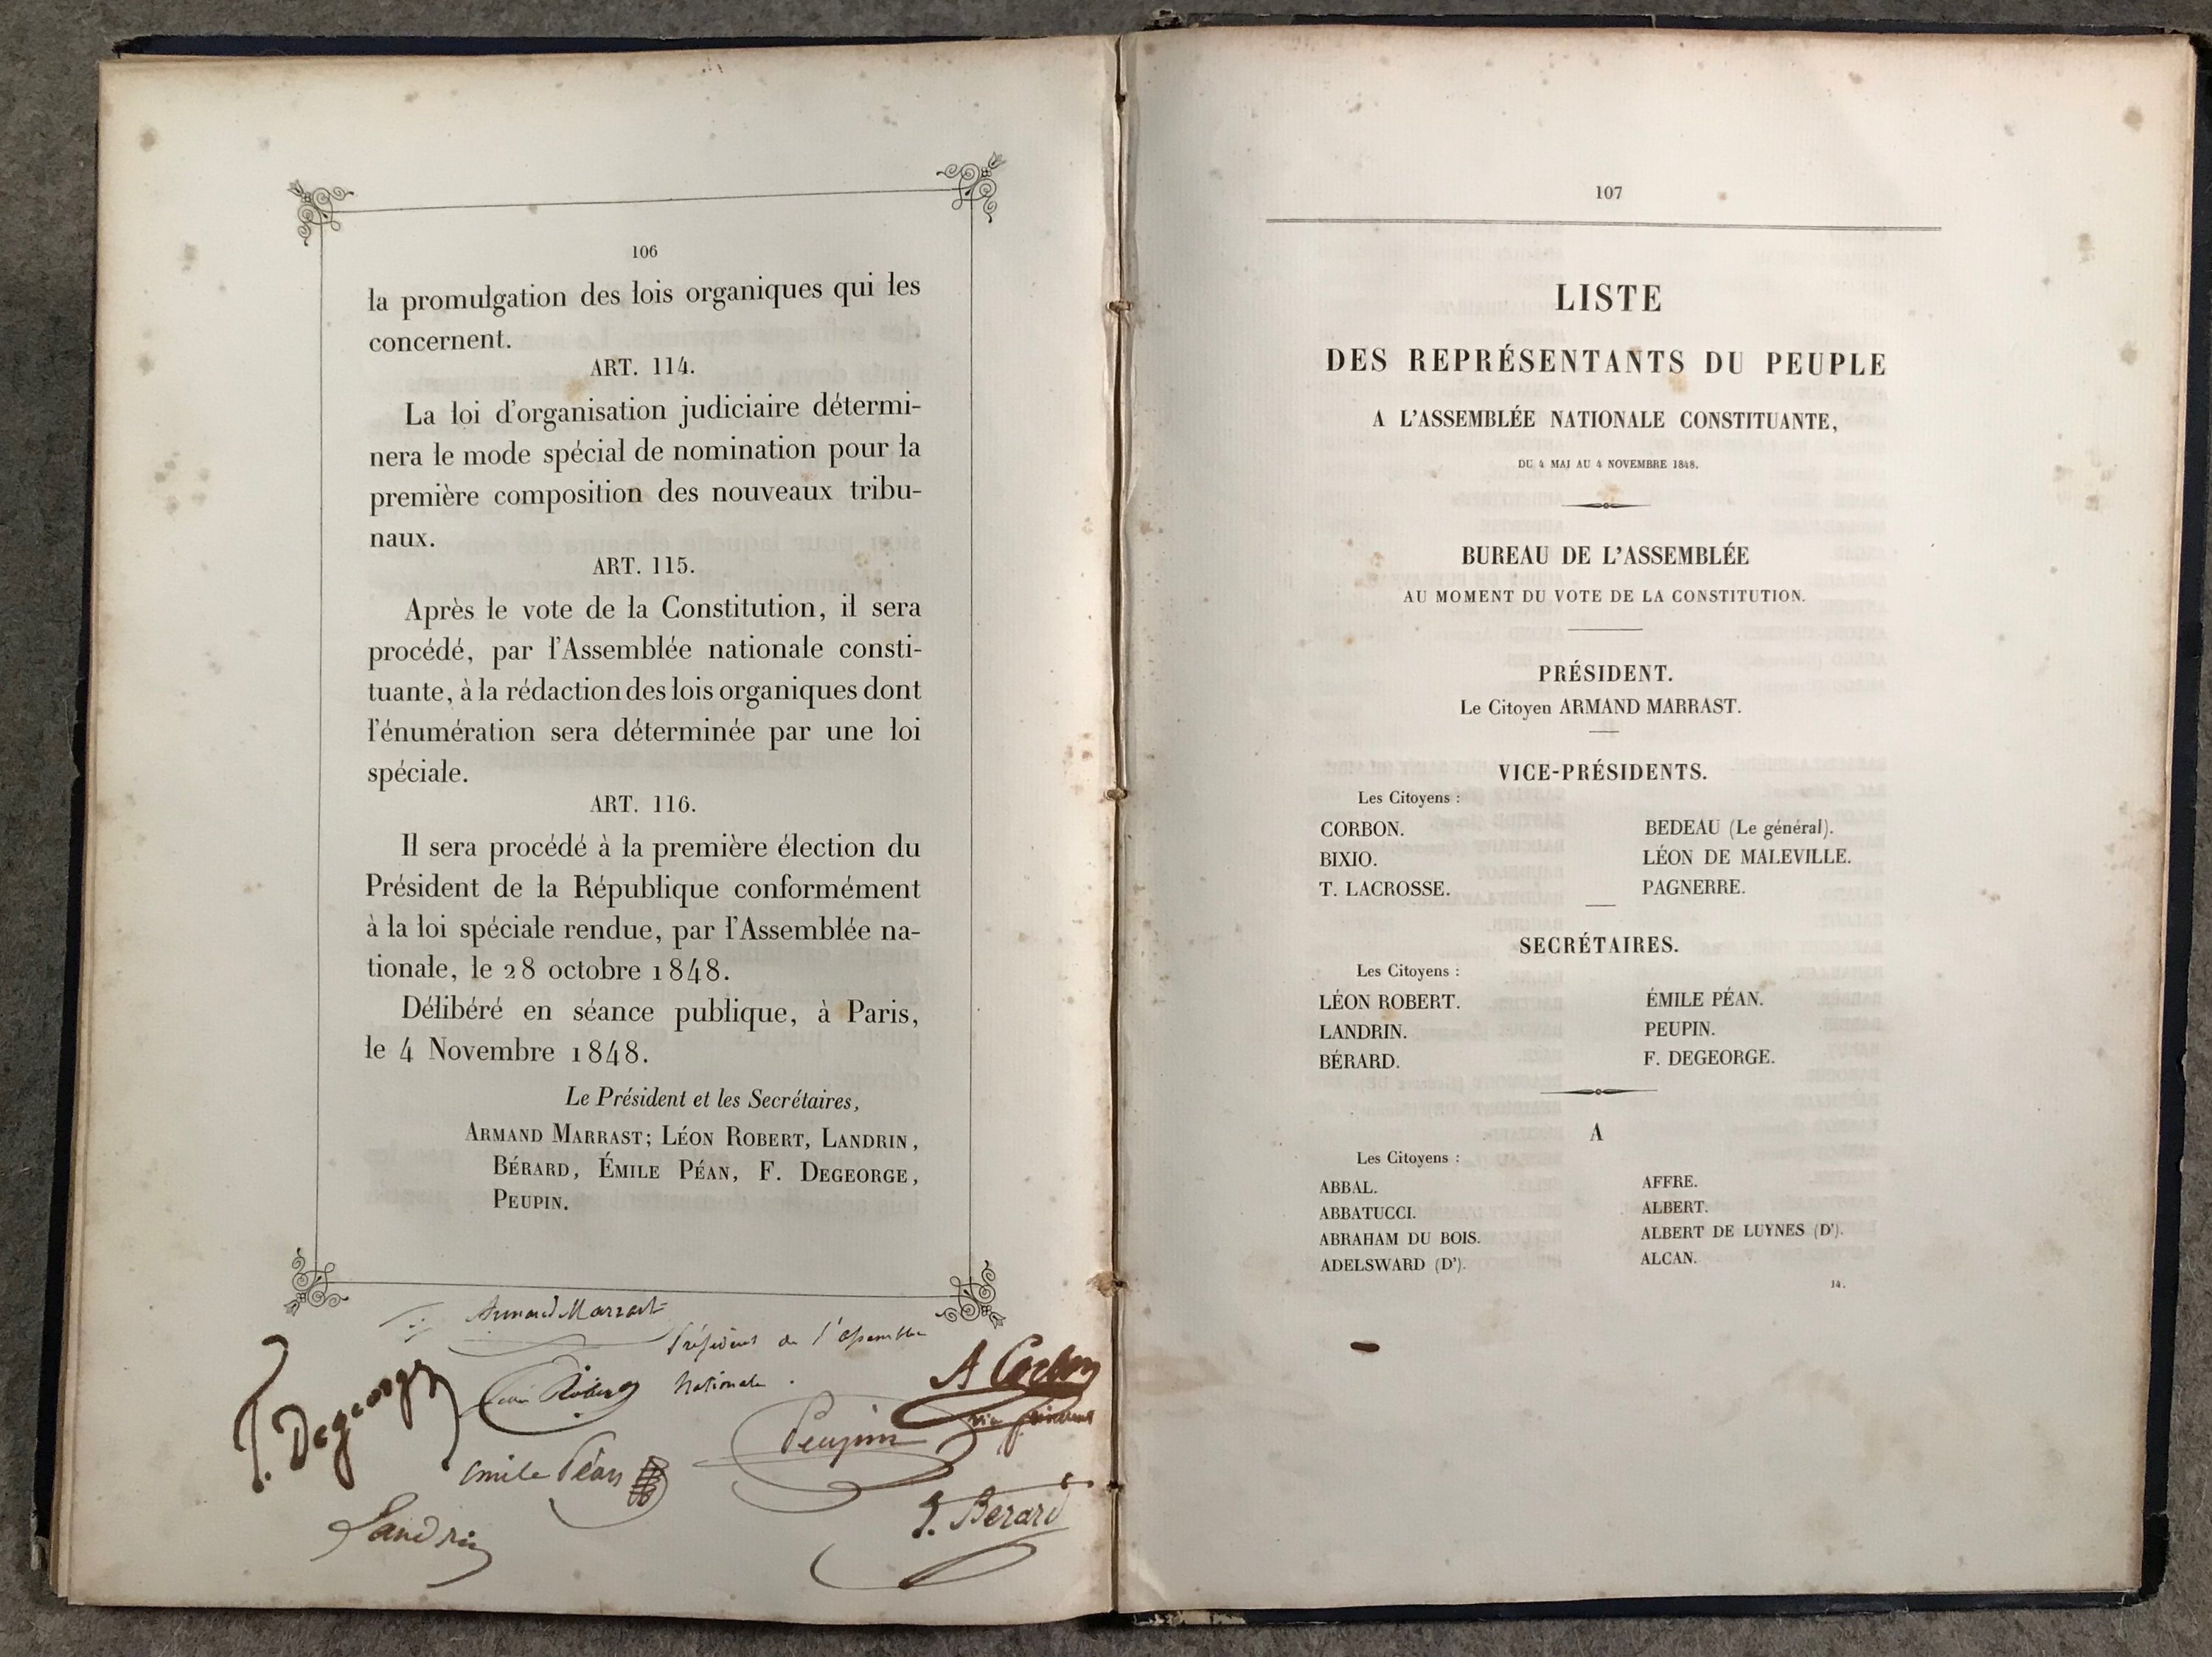 106
la promulgation des lois organiques qui les
concernent.
ART. 114.
La loi d'organisation judiciaire détermi-
nera le mode spécial de nomination pour la
première composition des nouveaux tribu-
naux.
ART. 115.
Après le vote de la Constitution, il sera
procédé, par l'Assemblée nationale consti-
tuante, à la rédaction des lois organiques dont
l'énumération sera déterminée par une loi
spéciale.
ART. 116.
Il sera procédé à la première élection du
Président de la République conformément
à la loi spéciale rendue, par l'Assemblée na-
tionale, le 28 octobre 1848.
Délibéré en séance publique, à Paris,
le 4 Novembre 1848.
Le Président et les Secrétaires,
ARMAND MARRAST; LÉON ROBERT, LANDRIN,
BÉRARD, ÉMILE PÉAN, F. DEGEORGE,
PEUPIN.
Armand Marrast
Président de l'assemblée
Nationale.
F. Degeorge
Léon Robert
A Corbon
vice président
Peupin
Emile Péan
Landrin
Berard
107
LISTE
DES REPRÉSENTANTS DU PEUPLE
A L'ASSEMBLÉE NATIONALE CONSTITUANTE,
DU 4 MAI AU 4 NOVEMBRE 1848.
BUREAU DE L'ASSEMBLÉE
AU MOMENT DU VOTE DE LA CONSTITUTION.
PRÉSIDENT.
Le Citoyen ARMAND MARRAST.
VICE-PRÉSIDENTS.
Les Citoyens :
CORBON.
BIXIO.
T. LACROSSE.
BEDEAU (Le général).
LÉON DE MALEVILLE.
PAGNERRE.
SECRÉTAIRES.
Les Citoyens :
LÉON ROBERT.
LANDRIN.
BÉRARD.
ÉMILE PÉAN.
PEUPIN.
F. DEGEORGE.
A
Les Citoyens :
ABBAL.
ABBATUCCI.
ABRAHAM DU BOIS.
ADELSWARD (D').
AFFRE.
ALBERT.
ALBERT DE LUYNES (D').
ALCAN.
14.